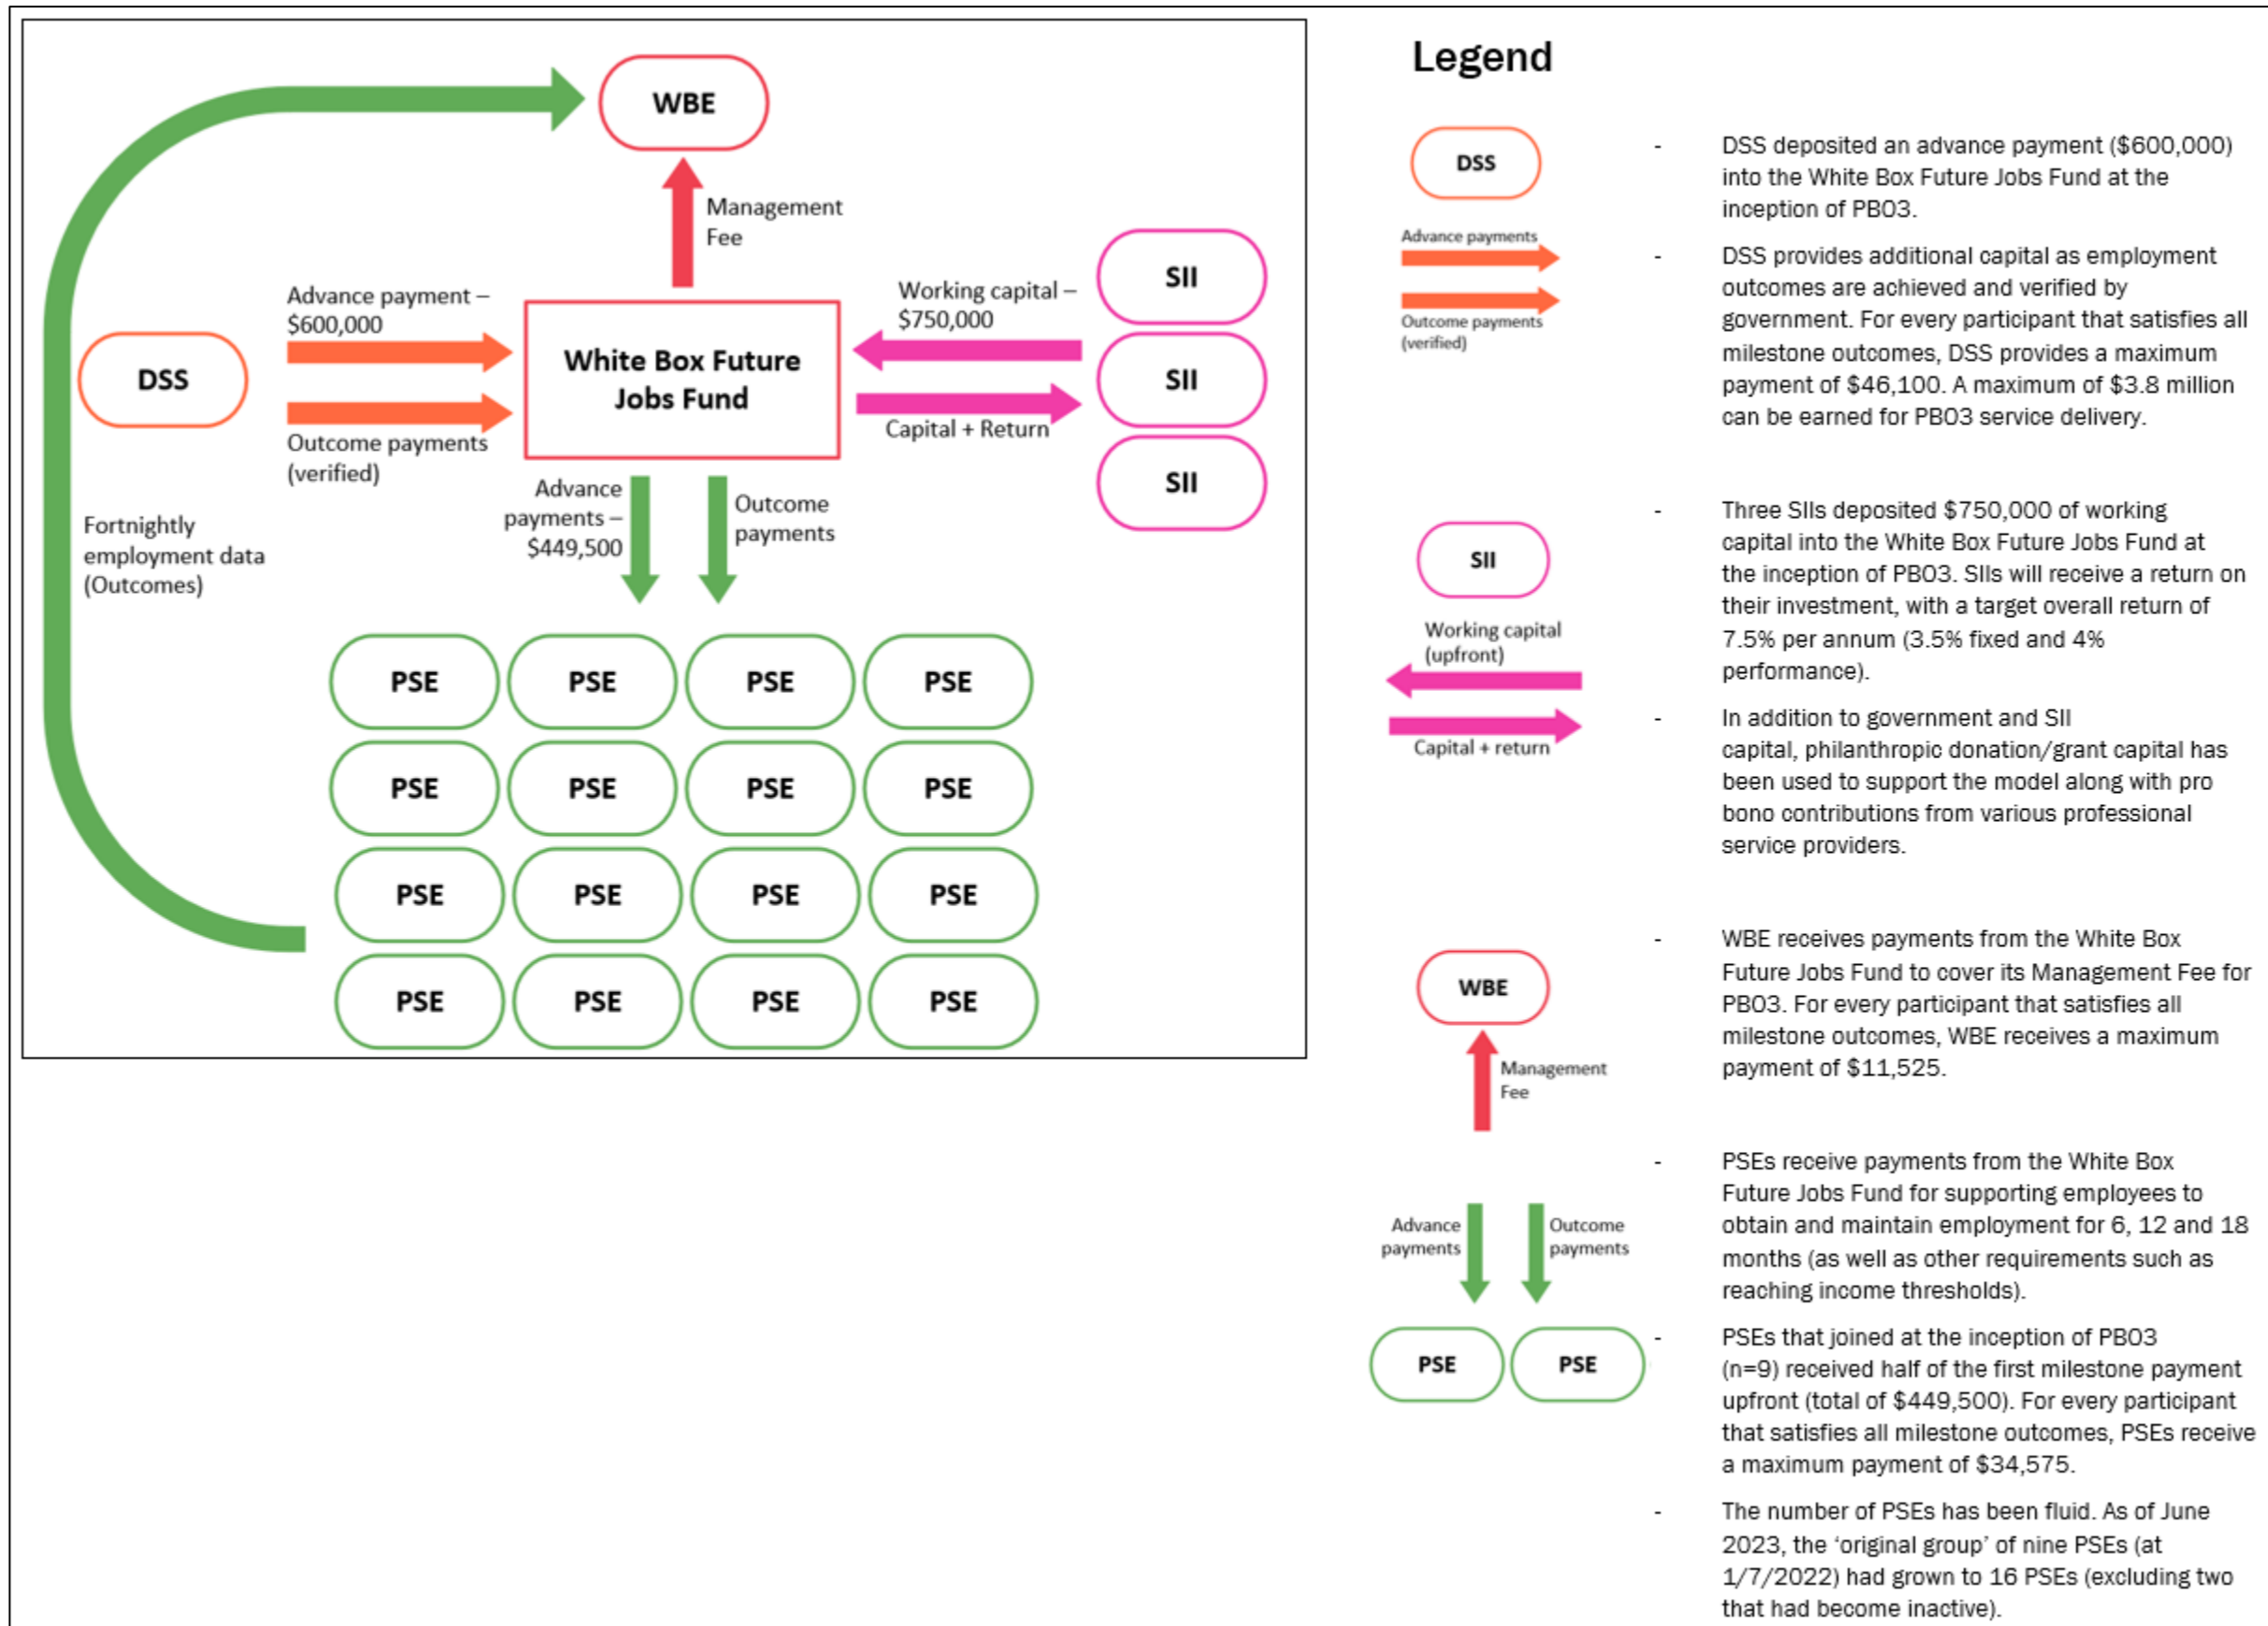 WBE
Management
Fee
Advance payment –
$600,000
DSS
Outcome payments
(verified)
White Box Future
Jobs Fund
Working capital –
$750,000
Capital + Return
SII
SII
SII
Advance
payments –
$449,500
Outcome
payments
Fortnightly
employment data
(Outcomes)
PSE PSE PSE PSE
PSE PSE PSE PSE
PSE PSE PSE PSE
PSE PSE PSE PSE
Legend
DSS
Advance payments
Outcome payments
(verified)
- DSS deposited an advance payment ($600,000)
into the White Box Future Jobs Fund at the
inception of PBO3.
- DSS provides additional capital as employment
outcomes are achieved and verified by
government. For every participant that satisfies all
milestone outcomes, DSS provides a maximum
payment of $46,100. A maximum of $3.8 million
can be earned for PBO3 service delivery.
SII
Working capital
(upfront)
Capital + return
- Three SIIs deposited $750,000 of working
capital into the White Box Future Jobs Fund at
the inception of PBO3. SIIs will receive a return on
their investment, with a target overall return of
7.5% per annum (3.5% fixed and 4%
performance).
- In addition to government and SII
capital, philanthropic donation/grant capital has
been used to support the model along with pro
bono contributions from various professional
service providers.
WBE
Management
Fee
- WBE receives payments from the White Box
Future Jobs Fund to cover its Management Fee for
PBO3. For every participant that satisfies all
milestone outcomes, WBE receives a maximum
payment of $11,525.
Advance
payments
Outcome
payments
PSE PSE
- PSEs receive payments from the White Box
Future Jobs Fund for supporting employees to
obtain and maintain employment for 6, 12 and 18
months (as well as other requirements such as
reaching income thresholds).
- PSEs that joined at the inception of PBO3
(n=9) received half of the first milestone payment
upfront (total of $449,500). For every participant
that satisfies all milestone outcomes, PSEs receive
a maximum payment of $34,575.
- The number of PSEs has been fluid. As of June
2023, the ‘original group’ of nine PSEs (at
1/7/2022) had grown to 16 PSEs (excluding two
that had become inactive).